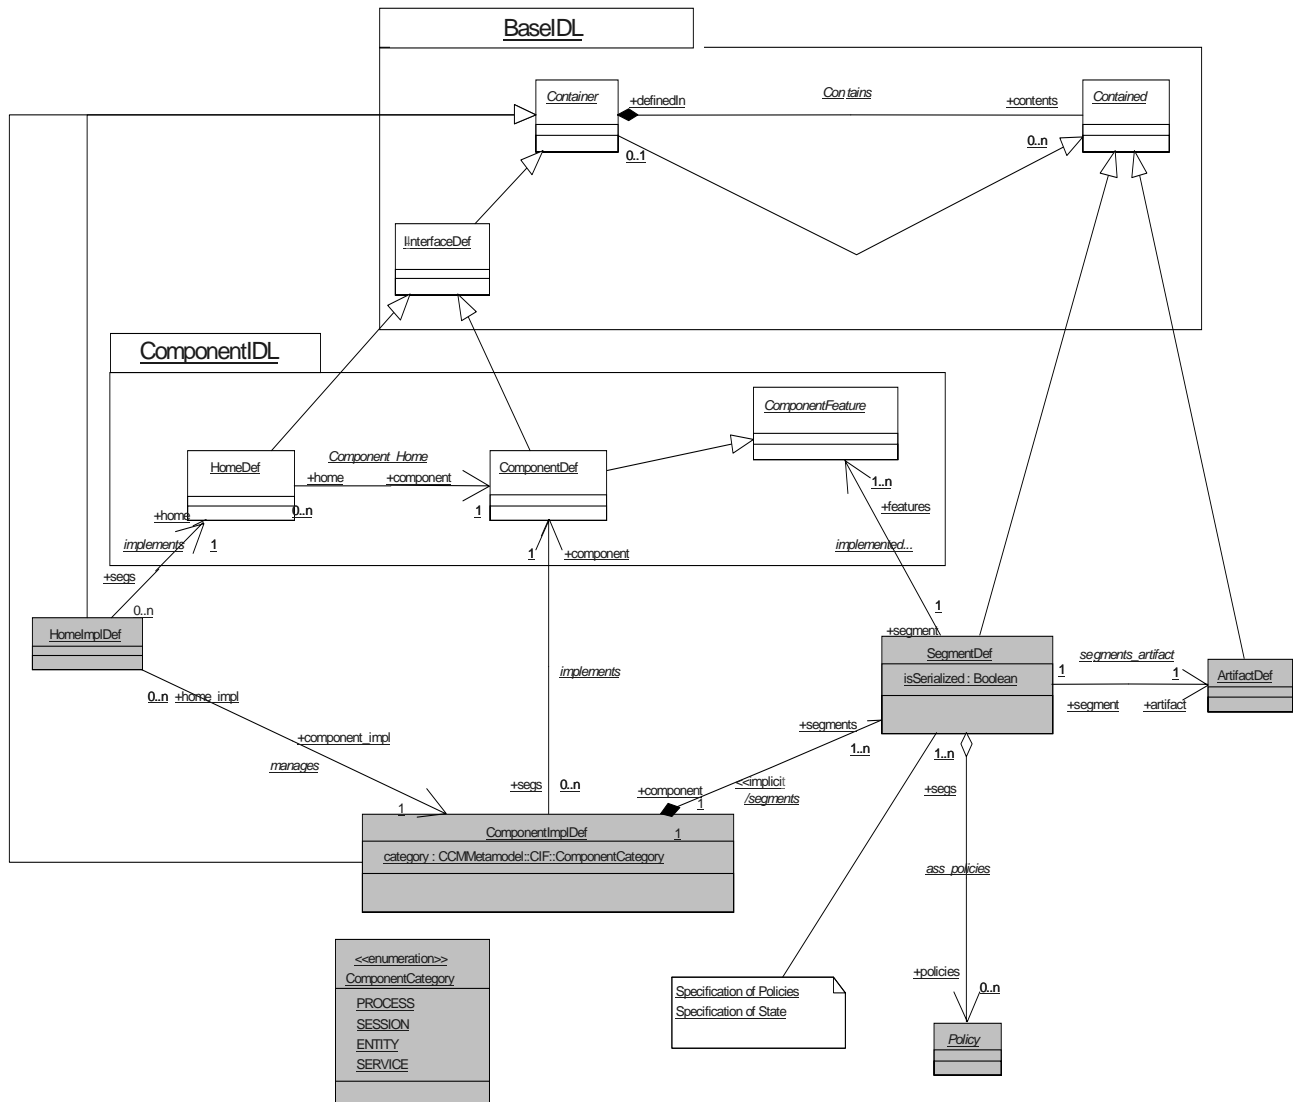 BaseIDL
Container
+definedIn
Contains
+contents
Contained
0..1
0..n
InterfaceDef
ComponentIDL
ComponentFeature
HomeDef
Component_Home
+home
+component
ComponentDef
0..n
1
1..n
+features
+home
implements
1
1
+component
implemented...
+segs
0..n
1
+segment
HomeImplDef
SegmentDef
isSerialized : Boolean
segments_artifact
1
1
+segment
+artifact
ArtifactDef
0..n
+home_impl
implements
+component_impl
manages
+segments
1..n
1..n
+segs
0..n
<<implicit
/segments
+component
1
+segs
1
ComponentImplDef
1
category : CCMMetamodel::CIF::ComponentCategory
ass_policies
<<enumeration>>
ComponentCategory
PROCESS
SESSION
ENTITY
SERVICE
Specification of Policies
Specification of State
+policies
0..n
Policy